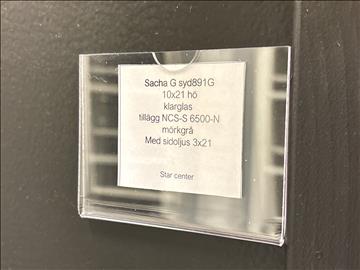 Sacha G syd891G
10x21 hö
klarglas
tillägg NCS-S 6500-N
mörkgrå
Med sidoljus 3x21
Star center